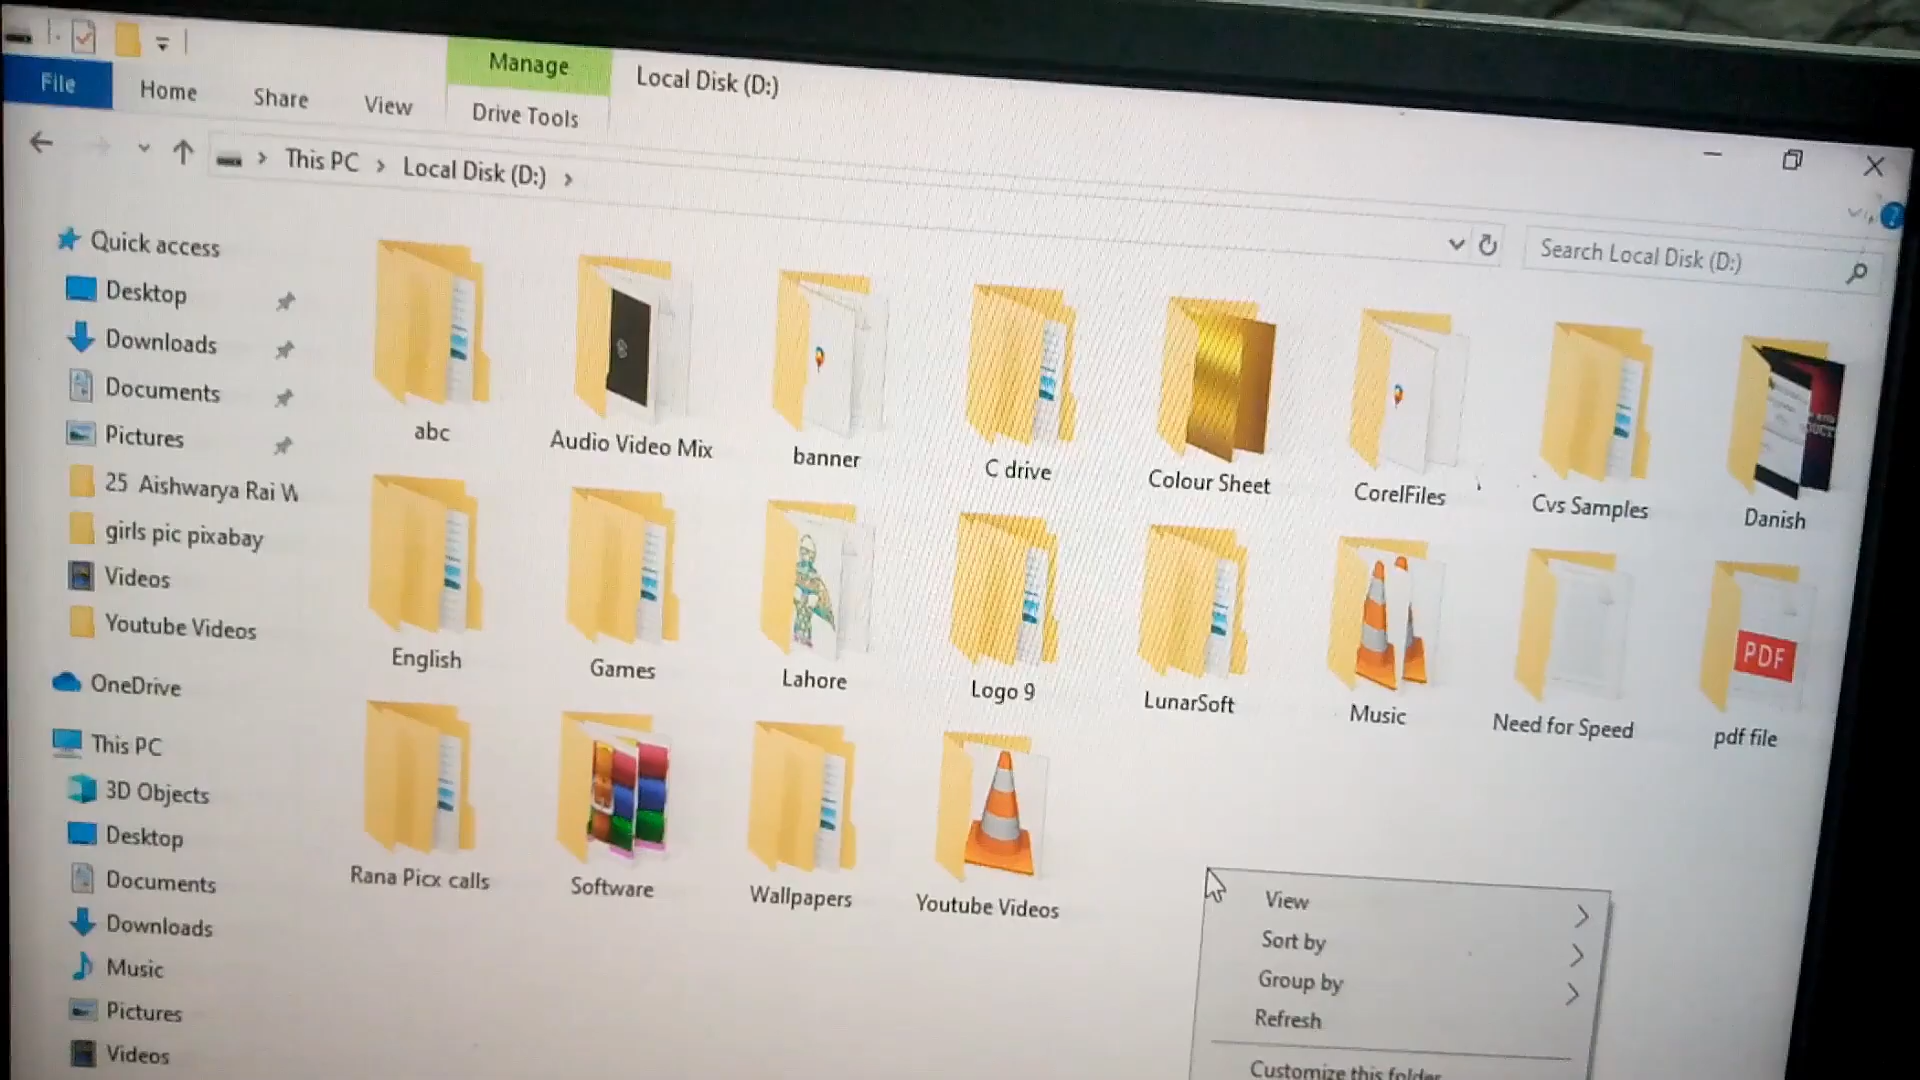 Manage
Local Disk (D:)
File
Home
Share
View
Drive Tools
This PC
Local Disk (D:)
Search Local Disk (D:)
Quick access
Desktop
Downloads
Documents
Pictures
25 Aishwarya Rai W
girls pic pixabay
Videos
Youtube Videos
OneDrive
This PC
3D Objects
Desktop
Documents
Downloads
Music
Pictures
Videos
abc
Audio Video Mix
banner
C drive
Colour Sheet
CorelFiles
Cvs Samples
Danish
English
Games
Lahore
Logo 9
LunarSoft
Music
Need for Speed
PDF
pdf file
Rana Picx calls
Software
Wallpapers
Youtube Videos
View
Sort by
Group by
Refresh
Customize this folder